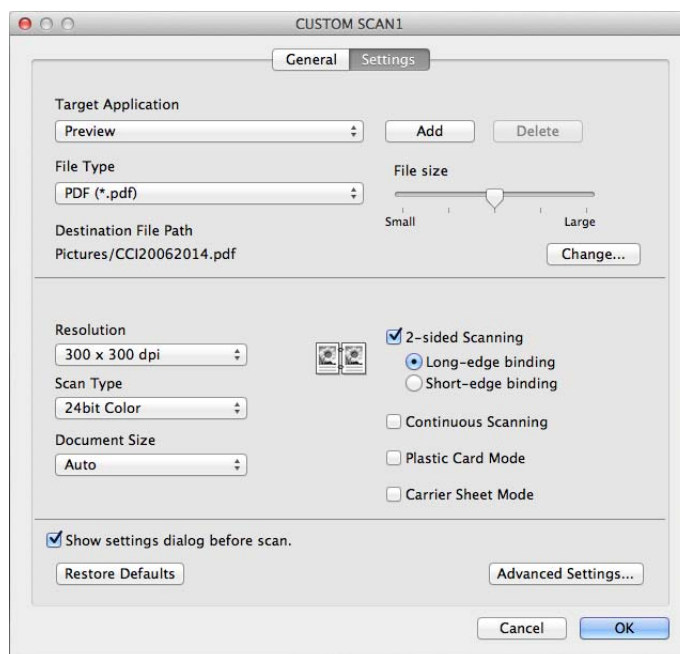 CUSTOM SCAN1
General Settings
Target Application
Preview Add Delete
File Type File size
PDF (*.pdf)
Small Large
Destination File Path
Pictures/CCI20062014.pdf Change...
Resolution 2-sided Scanning
300 x 300 dpi Long-edge binding
Scan Type Short-edge binding
24bit Color Continuous Scanning
Document Size
Auto Plastic Card Mode
Carrier Sheet Mode
Show settings dialog before scan.
Restore Defaults Advanced Settings...
Cancel OK